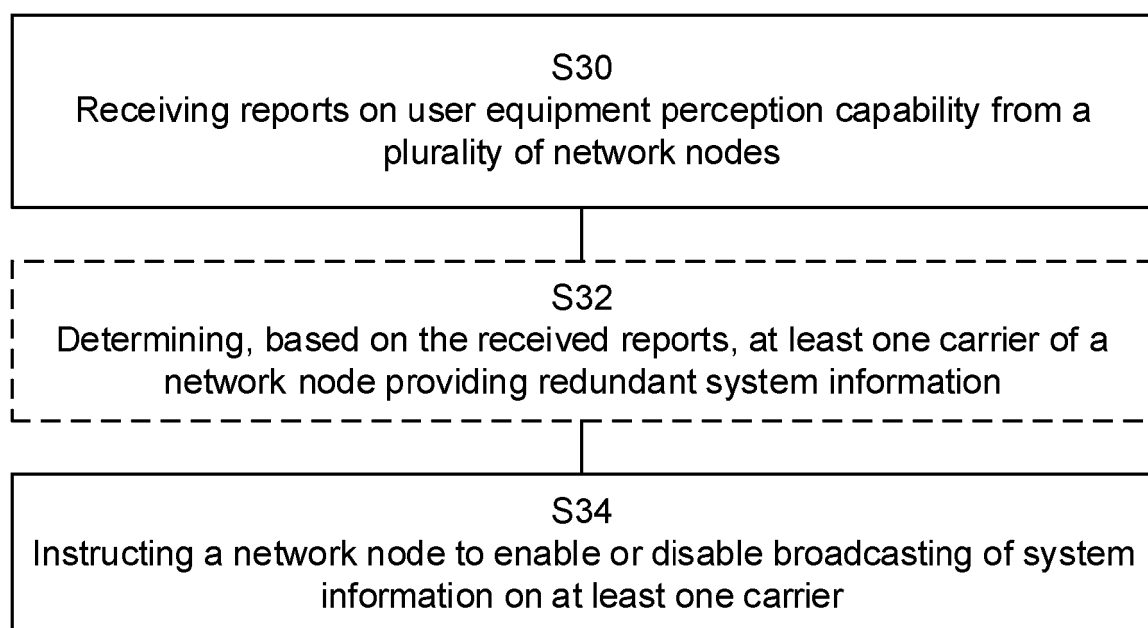 S30
Receiving reports on user equipment perception capability from a
plurality of network nodes
S32
Determining, based on the received reports, at least one carrier of a
network node providing redundant system information
S34
Instructing a network node to enable or disable broadcasting of system
information on at least one carrier